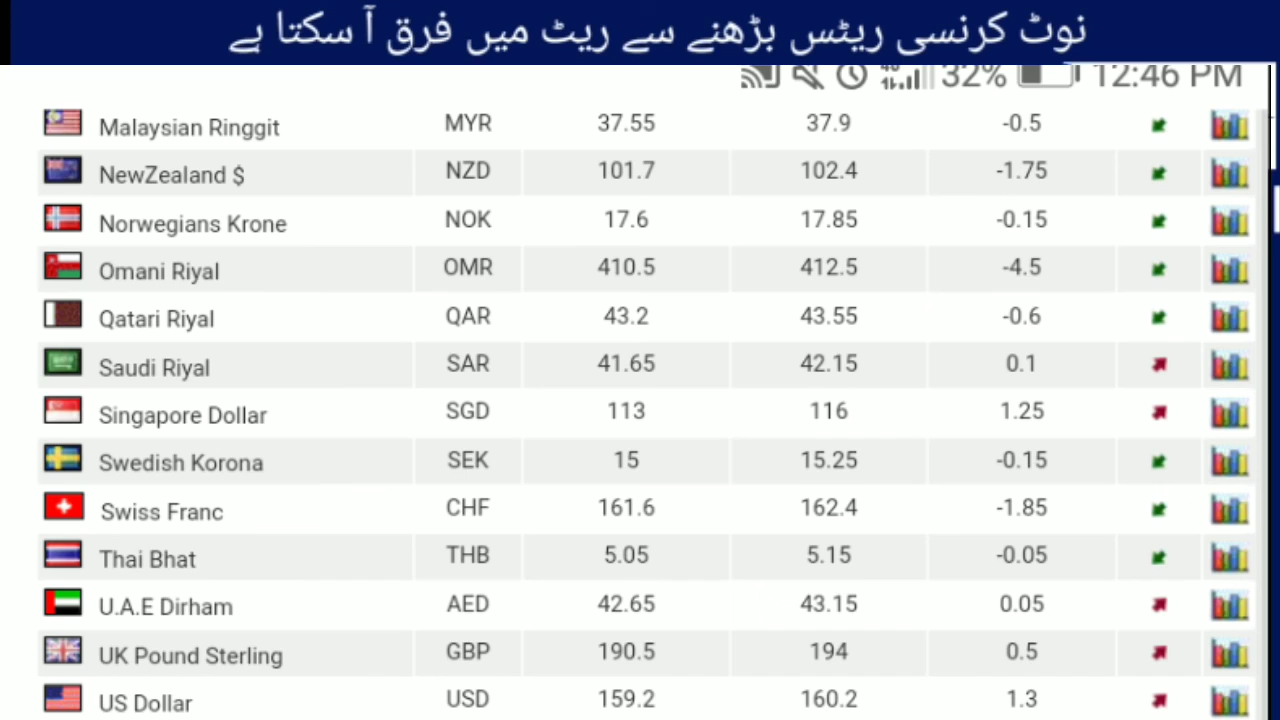 نوٹ کرنسی ریٹس بڑھنے سے ریٹ میں فرق آ سکتا ہے
32% 12:46 PM
Malaysian Ringgit MYR 37.55 37.9 -0.5
NewZealand $ NZD 101.7 102.4 -1.75
Norwegians Krone NOK 17.6 17.85 -0.15
Omani Riyal OMR 410.5 412.5 -4.5
Qatari Riyal QAR 43.2 43.55 -0.6
Saudi Riyal SAR 41.65 42.15 0.1
Singapore Dollar SGD 113 116 1.25
Swedish Korona SEK 15 15.25 -0.15
Swiss Franc CHF 161.6 162.4 -1.85
Thai Bhat THB 5.05 5.15 -0.05
U.A.E Dirham AED 42.65 43.15 0.05
UK Pound Sterling GBP 190.5 194 0.5
US Dollar USD 159.2 160.2 1.3